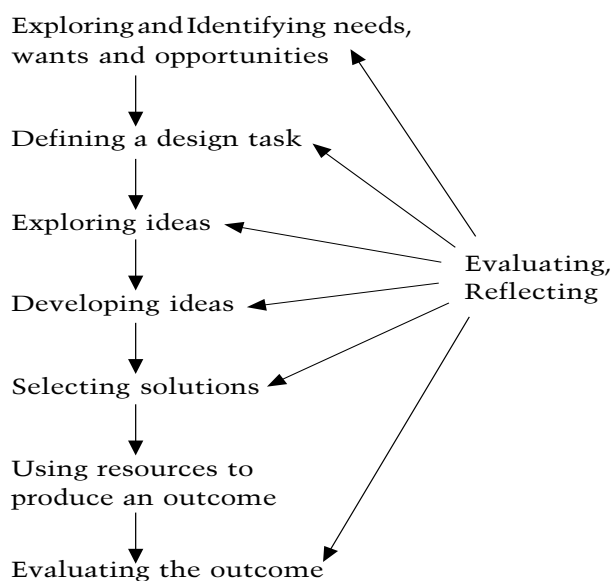 Exploring and Identifying needs,
wants and opportunities
Defining a design task
Exploring ideas
Evaluating,
Reflecting
Developing ideas
Selecting solutions
Using resources to
produce an outcome
Evaluating the outcome